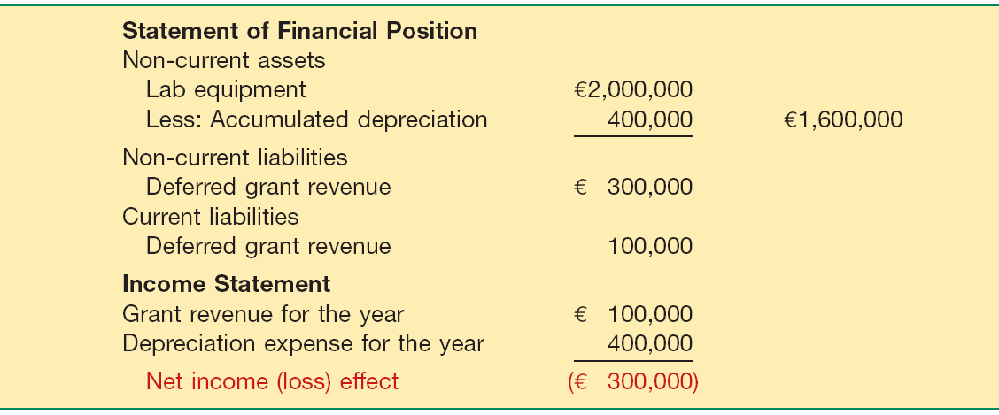 Statement of Financial Position
Non-current assets
Lab equipment €2,000,000
Less: Accumulated depreciation 400,000 €1,600,000
Non-current liabilities
Deferred grant revenue € 300,000
Current liabilities
Deferred grant revenue 100,000
Income Statement
Grant revenue for the year € 100,000
Depreciation expense for the year 400,000
Net income (loss) effect (€ 300,000)